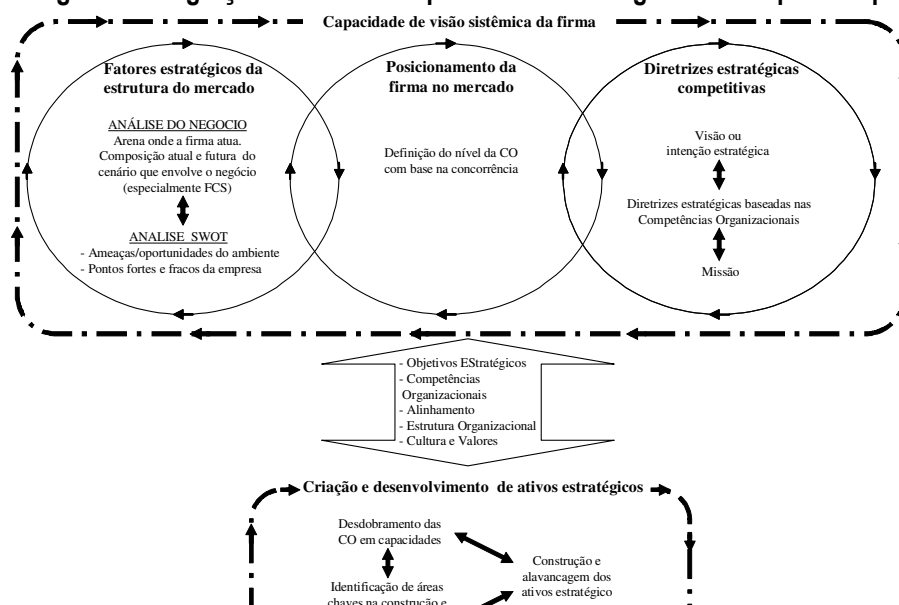 Capacidade de visão sistêmica da firma
Fatores estratégicos da
estrutura do mercado
ANÁLISE DO NEGOCIO
Arena onde a firma atua.
Composição atual e futura do
cenário que envolve o negócio
(especialmente FCS)
ANALISE SWOT
- Ameaças/oportunidades do ambiente
- Pontos fortes e fracos da empresa
Posicionamento da
firma no mercado
Definição do nível da CO
com base na concorrência
Diretrizes estratégicas
competitivas
Visão ou
intenção estratégica
Diretrizes estratégicas baseadas nas
Competências Organizacionais
Missão
- Objetivos EStratégicos
- Competências
Organizacionais
- Alinhamento
- Estrutura Organizacional
- Cultura e Valores
Criação e desenvolvimento de ativos estratégicos
Desdobramento das
CO em capacidades
Identificação de áreas
chaves na construção e
Construção e
alavancagem dos
ativos estratégico